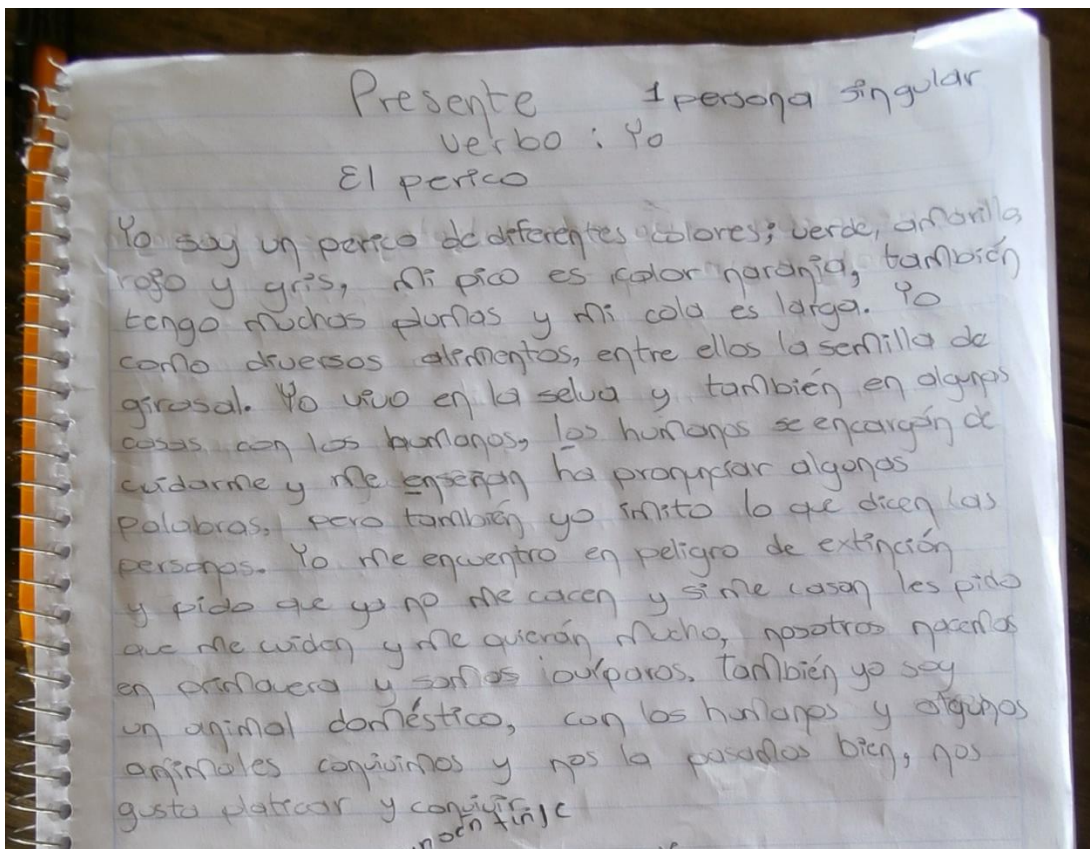 Presente 1 persona singular
verbo : Yo
El perico
Yo soy un perico de diferentes colores; verde, amarillo,
rojo y gris, Mi pico es color naranja, también
tengo muchas plumas y mi cola es larga. Yo
como diversos alimentos, entre ellos la semilla de
girasal. Yo vivo en la selva y también en algunas
casas con los humanos, los humanos se encargán de
cuidarme y me enseñan ha pronunciar algunas
palabras, pero también yo imito lo que dicen las
personas. Yo me encuentro en peligro de extinción
y pido que ya no me cacen y si me casan les pido
que me cuiden y me quierán mucho, nosotros nacemos
en primavera y somos ovíparos. También yo soy
un animal doméstico, con los humanos y algunos
animales convivimos y nos la pasamos bien, nos
gusta platicar y convivir